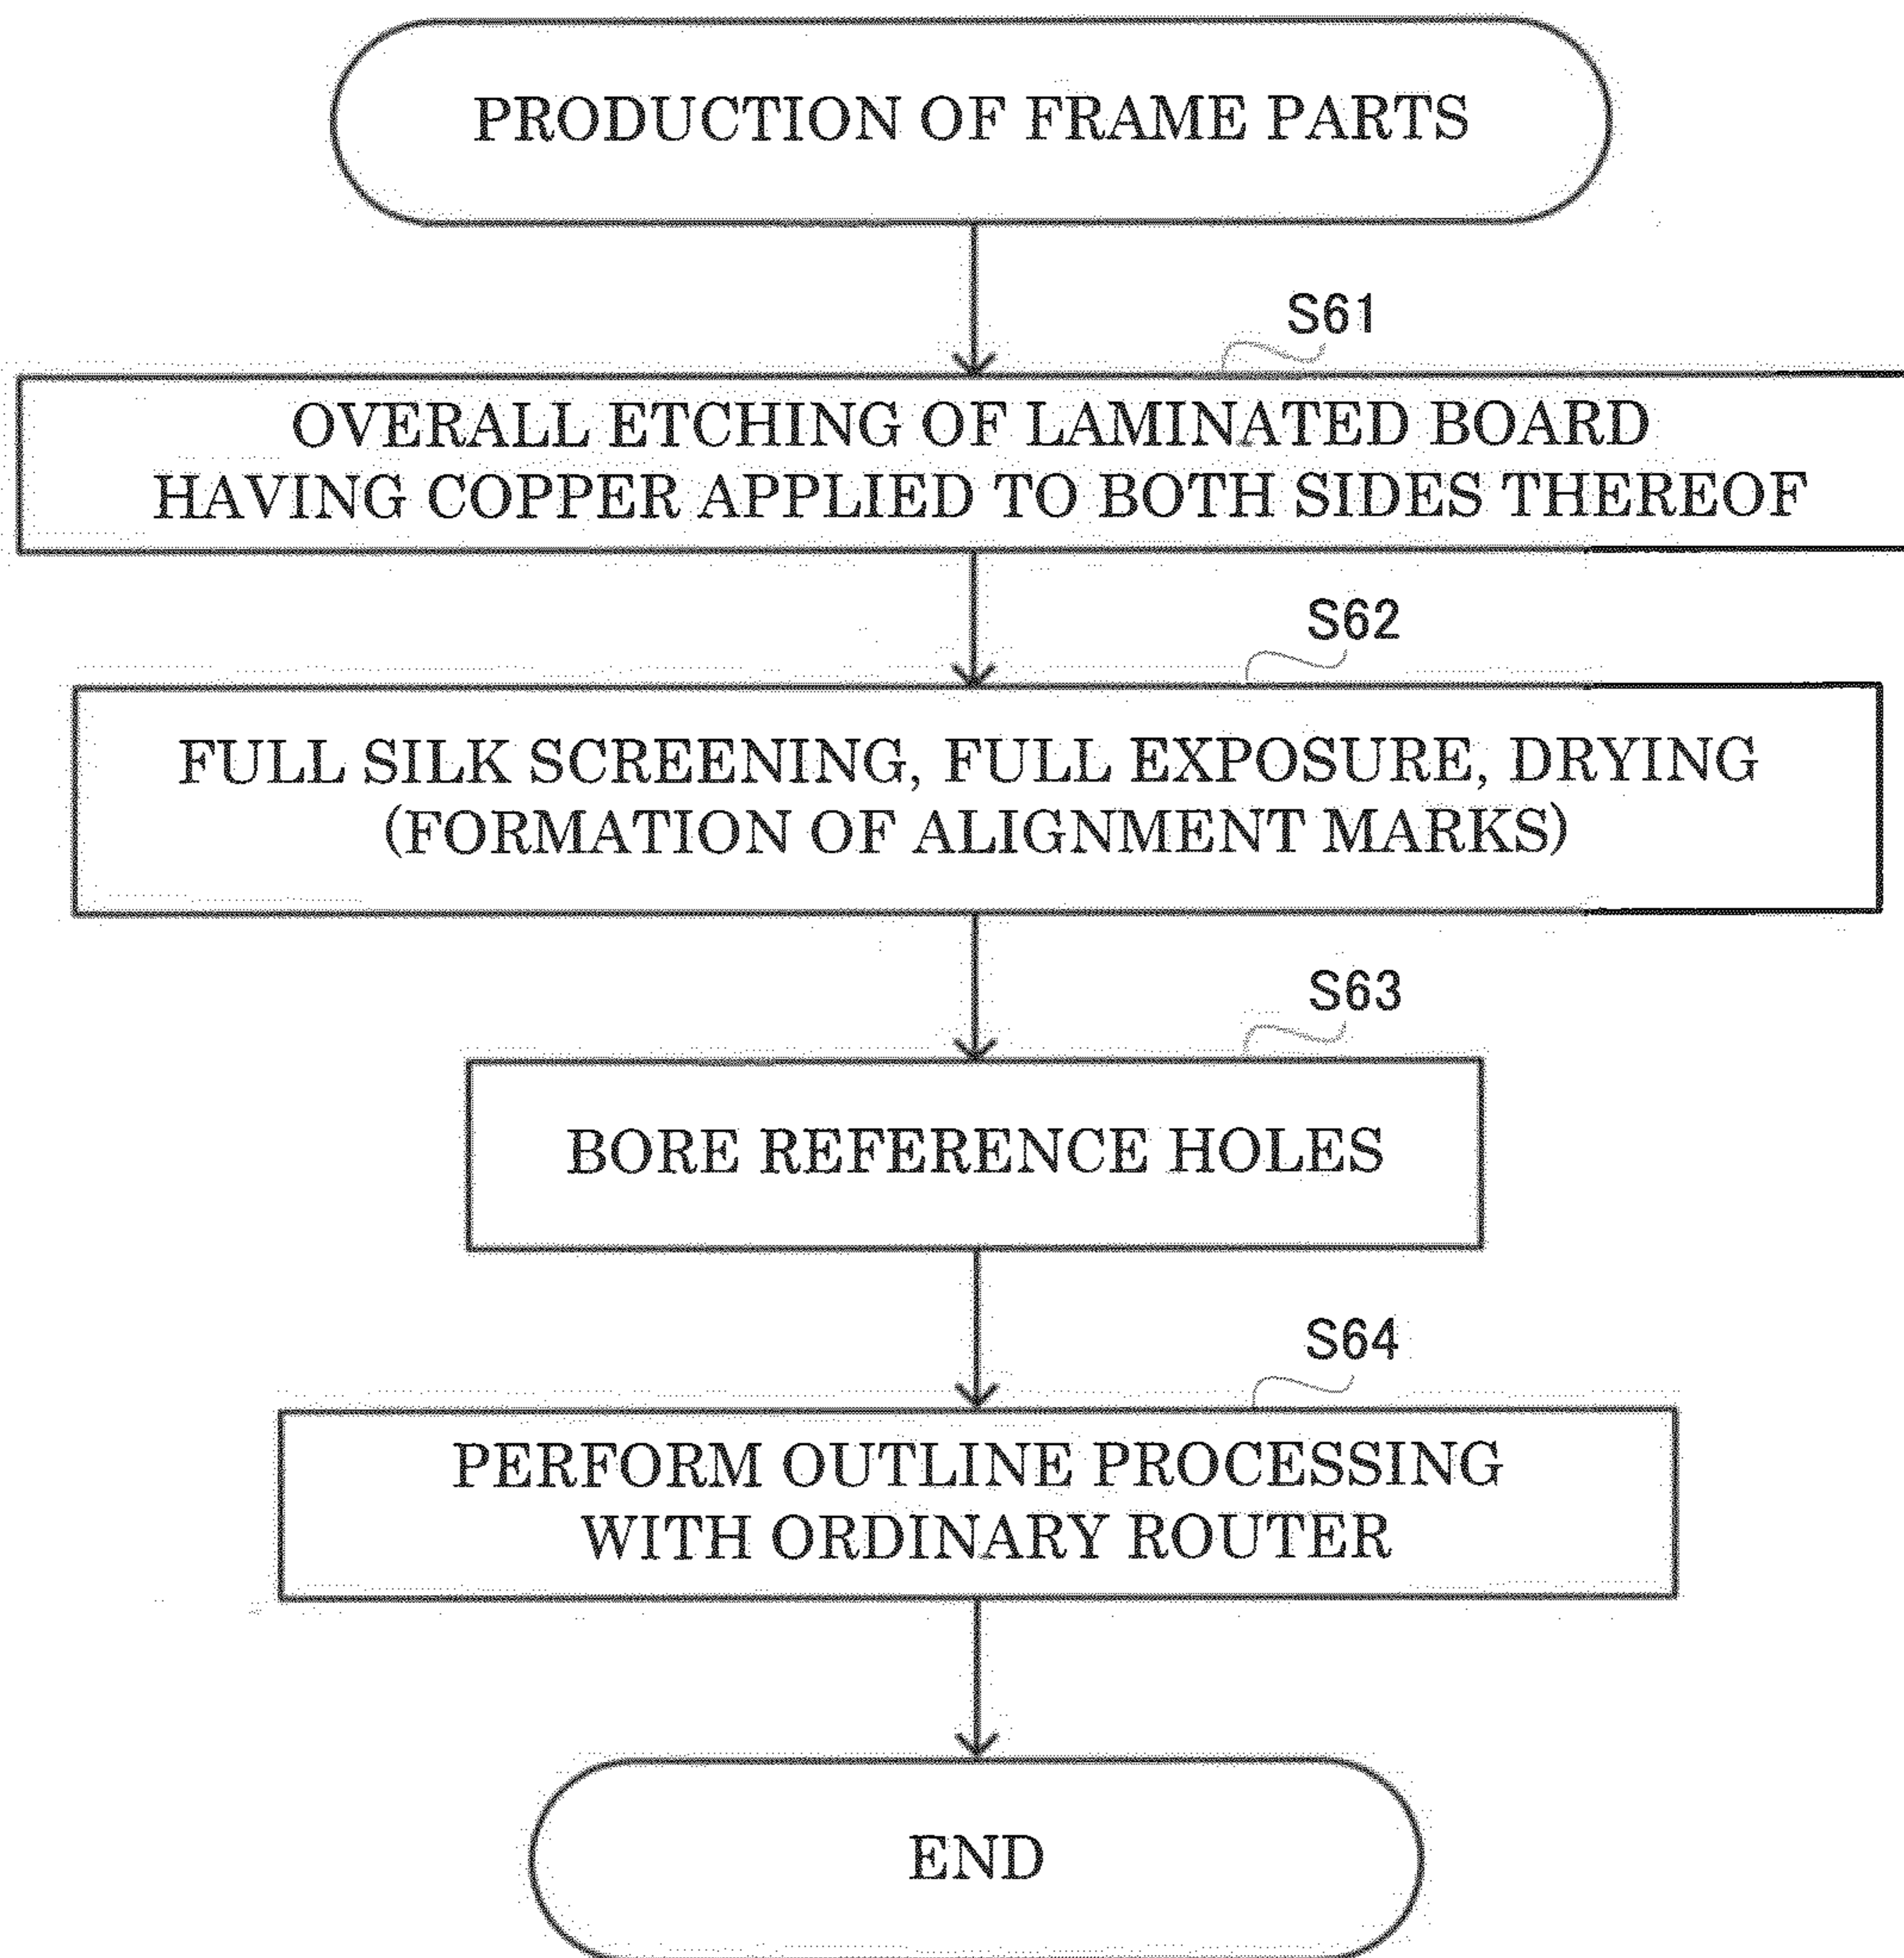 PRODUCTION OF FRAME PARTS
S61
OVERALL ETCHING OF LAMINATED BOARD
HAVING COPPER APPLIED TO BOTH SIDES THEREOF
S62
FULL SILK SCREENING, FULL EXPOSURE, DRYING
(FORMATION OF ALIGNMENT MARKS)
S63
BORE REFERENCE HOLES
S64
PERFORM OUTLINE PROCESSING
WITH ORDINARY ROUTER
END